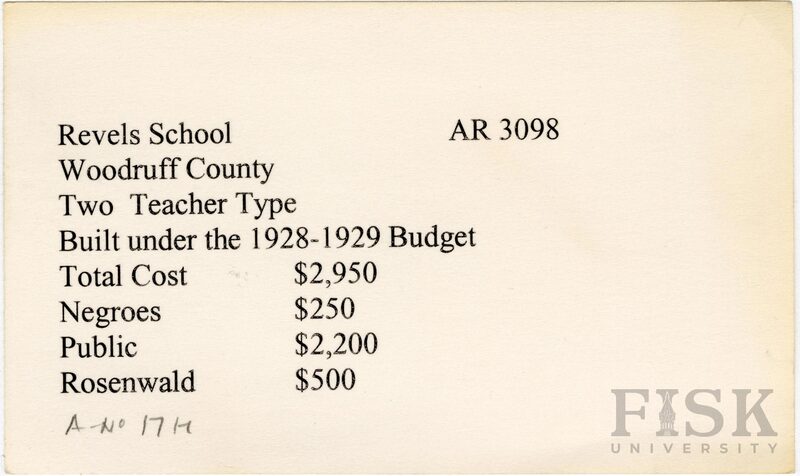 Revels School AR 3098
Woodruff County
Two Teacher Type
Built under the 1928-1929 Budget
Total Cost $2,950
Negroes $250
Public $2,200
Rosenwald $500
A-No 17H
FISK
UNIVERSITY